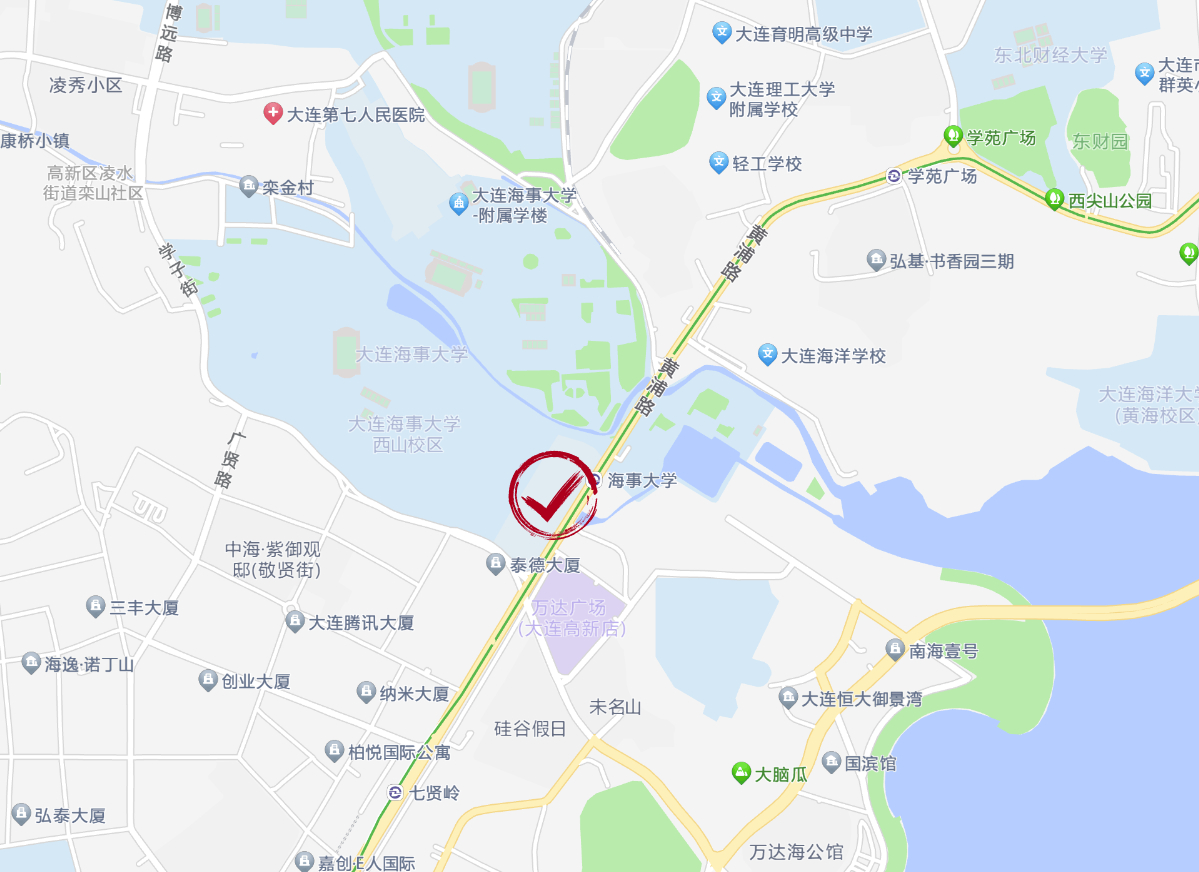 博远路
大连育明高级中学
东北财经大学
大连市
群英小
凌秀小区
大连理工大学
附属学校
大连第七人民医院
康桥小镇
学苑广场
东财园
高新区凌水
街道栾山社区
栾金村
轻工学校
学苑广场
大连海事大学
-附属学楼
西尖山公园
学子街
黄浦路
弘基·书香园三期
大连海事大学
大连海洋学校
黄浦路
大连海洋大学
(黄海校区)
大连海事大学
西山校区
广贤路
海事大学
中海·紫御观
邸(敬贤街)
泰德大厦
三丰大厦
万达广场
(大连高新店)
大连腾讯大厦
海逸·诺丁山
南海壹号
创业大厦
纳米大厦
大连恒大御景湾
未名山
硅谷假日
柏悦国际公寓
国滨馆
大脑瓜
七贤岭
弘泰大厦
万达海公馆
嘉创·E人国际